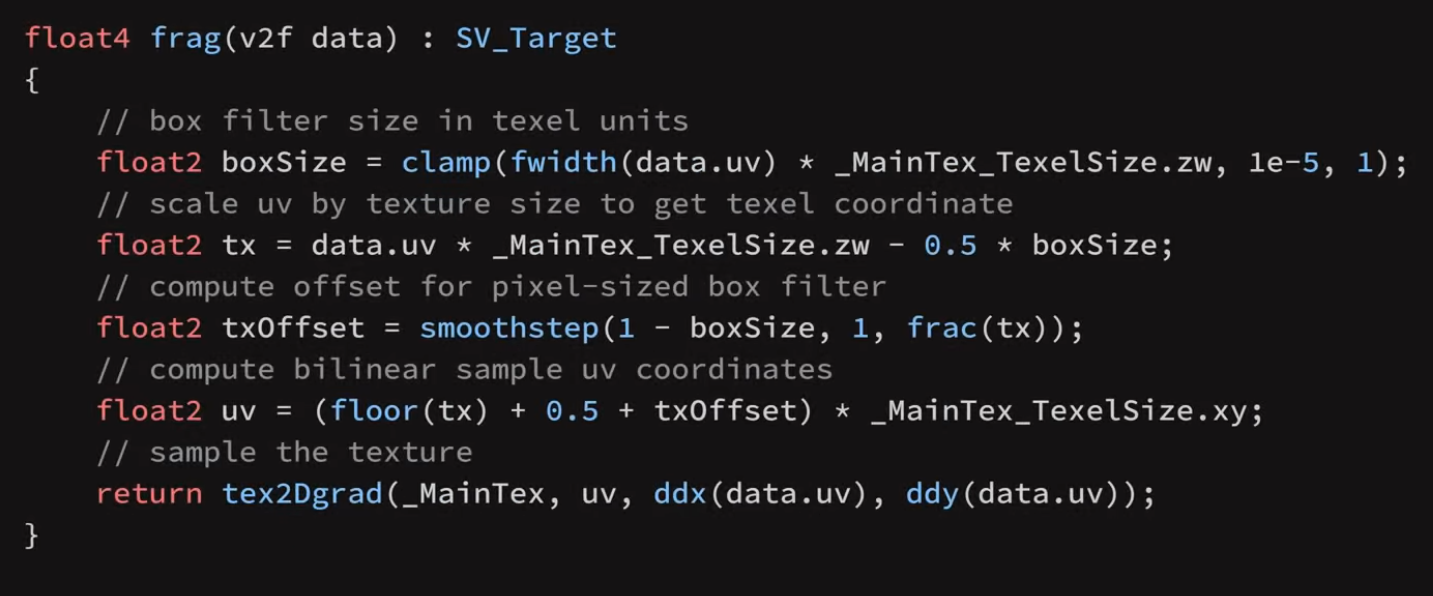 float4 frag(v2f data) : SV_Target
{
    // box filter size in texel units
    float2 boxSize = clamp(fwidth(data.uv) * _MainTex_TexelSize.zw, 1e-5, 1);
    // scale uv by texture size to get texel coordinate
    float2 tx = data.uv * _MainTex_TexelSize.zw - 0.5 * boxSize;
    // compute offset for pixel-sized box filter
    float2 txOffset = smoothstep(1 - boxSize, 1, frac(tx));
    // compute bilinear sample uv coordinates
    float2 uv = (floor(tx) + 0.5 + txOffset) * _MainTex_TexelSize.xy;
    // sample the texture
    return tex2Dgrad(_MainTex, uv, ddx(data.uv), ddy(data.uv));
}